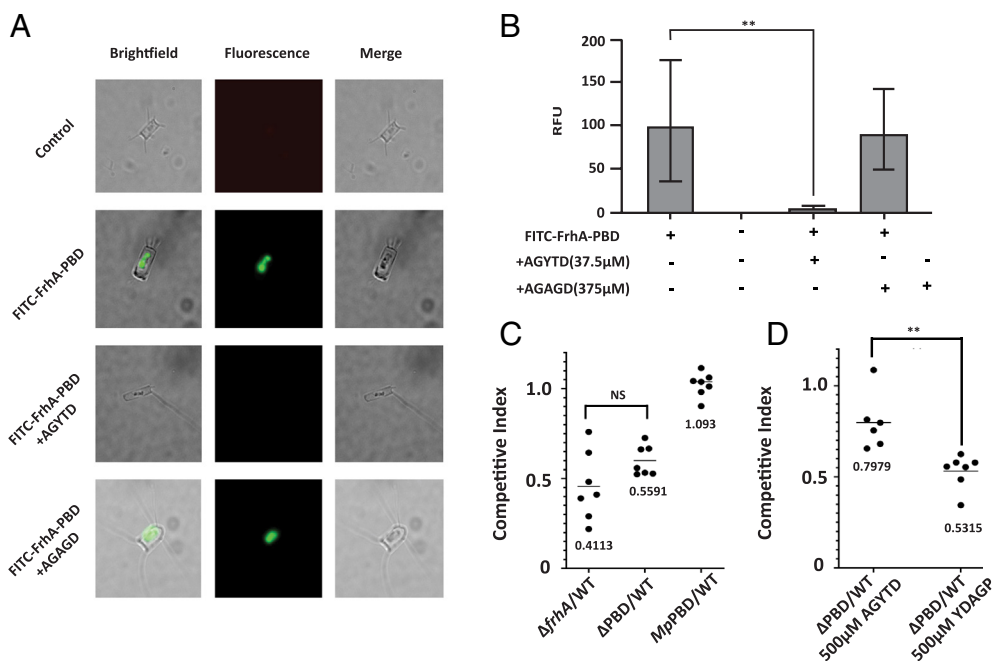 A
Brightfield Fluorescence Merge
Control
FITC-FrhA-PBD
FITC-FrhA-PBD
+AGYTD
FITC-FrhA-PBD
+AGAGD
B
**
200
150
100
50
0
RFU
FITC-FrhA-PBD + - + + -
+AGYTD(37.5μM) - - + - -
+AGAGD(375μM) - - - + +
C
Competitive Index
1.0
0.5
0
NS
0.4113
0.5591
1.093
ΔfrhA/WT
ΔPBD/WT
MpPBD/WT
D
Competitive Index
1.0
0.5
0
**
0.7979
0.5315
ΔPBD/WT
500μM AGYTD
ΔPBD/WT
500μM YDAGP